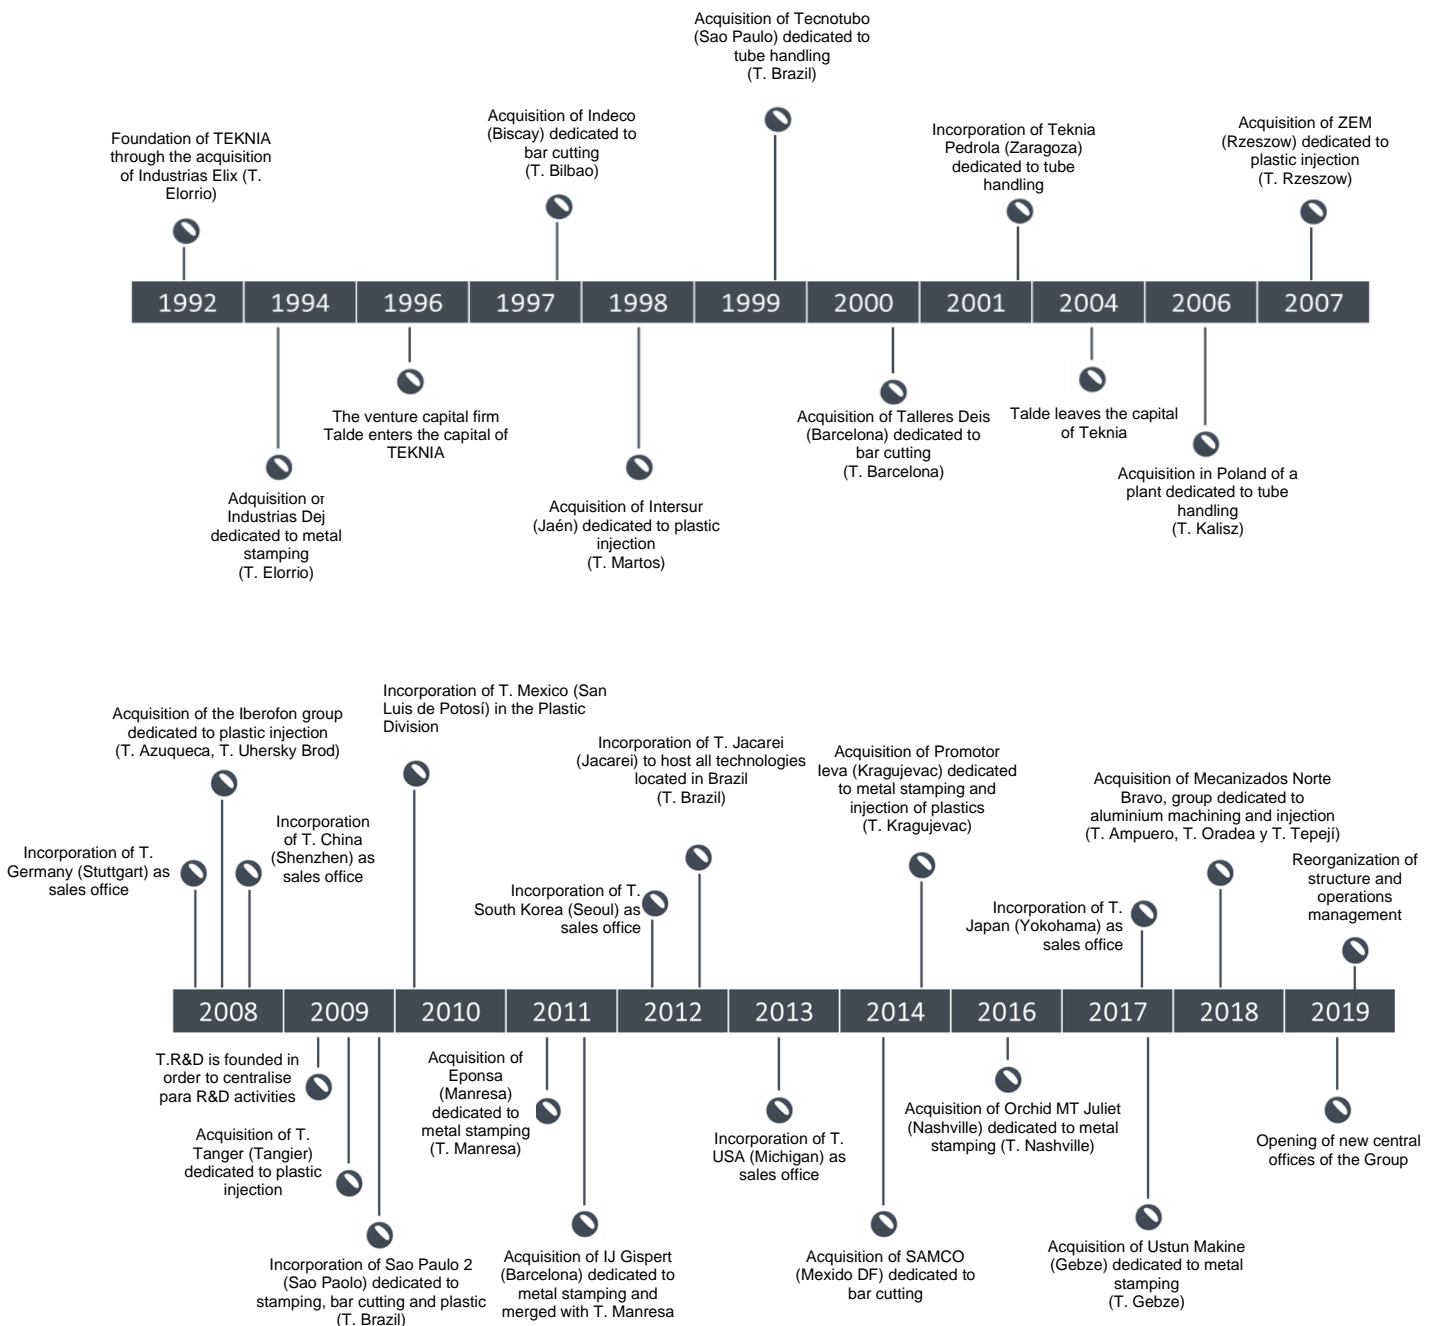 Acquisition of Tecnotubo
(Sao Paulo) dedicated to
tube handling
(T. Brazil)
Foundation of TEKNIA
through the acquisition
of Industrias Elix (T.
Elorrio)
Acquisition of Indeco
(Biscay) dedicated to
bar cutting
(T. Bilbao)
Incorporation of Teknia
Pedrola (Zaragoza)
dedicated to tube
handling
Acquisition of ZEM
(Rzeszow) dedicated to
plastic injection
(T. Rzeszow)
1992 1994 1996 1997 1998 1999 2000 2001 2004 2006 2007
Adquisition of
Industrias Dej
dedicated to metal
stamping
(T. Elorrio)
The venture capital firm
Talde enters the capital of
TEKNIA
Acquisition of Intersur
(Jaén) dedicated to plastic
injection
(T. Martos)
Acquisition of Talleres Deis
(Barcelona) dedicated to
bar cutting
(T. Barcelona)
Talde leaves the capital
of Teknia
Acquisition in Poland of a
plant dedicated to tube
handling
(T. Kalisz)
Incorporation of T.
Germany (Stuttgart) as
sales office
Acquisition of the Iberofon group
dedicated to plastic injection
(T. Azuqueca, T. Uhersky Brod)
Incorporation
of T. China
(Shenzhen) as
sales office
Incorporation of T. Mexico (San
Luis de Potosí) in the Plastic
Division
Incorporation of T.
South Korea (Seoul) as
sales office
Incorporation of T. Jacarei
(Jacarei) to host all technologies
located in Brazil
(T. Brazil)
Acquisition of Promotor
Ieva (Kragujevac) dedicated
to metal stamping and
injection of plastics
(T. Kragujevac)
Incorporation of T.
Japan (Yokohama) as
sales office
Acquisition of Mecanizados Norte
Bravo, group dedicated to
aluminium machining and injection
(T. Ampuero, T. Oradea y T. Tepejí)
Reorganization of
structure and
operations
management
2008 2009 2010 2011 2012 2013 2014 2016 2017 2018 2019
T.R&D is founded in
order to centralise
para R&D activities
Acquisition of T.
Tanger (Tangier)
dedicated to plastic
injection
Incorporation of Sao Paulo 2
(Sao Paolo) dedicated to
stamping, bar cutting and plastic
(T. Brazil)
Acquisition of
Eponsa
(Manresa)
dedicated to
metal stamping
(T. Manresa)
Acquisition of IJ Gispert
(Barcelona) dedicated to
metal stamping and
merged with T. Manresa
Incorporation of T.
USA (Michigan) as
sales office
Acquisition of SAMCO
(Mexido DF) dedicated to
bar cutting
Acquisition of Orchid MT Juliet
(Nashville) dedicated to metal
stamping (T. Nashville)
Acquisition of Ustun Makine
(Gebze) dedicated to metal
stamping
(T. Gebze)
Opening of new central
offices of the Group